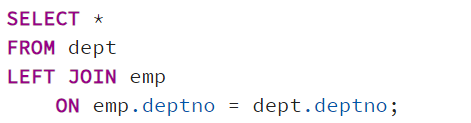 SELECT *
FROM dept
LEFT JOIN emp
    ON emp.deptno = dept.deptno;